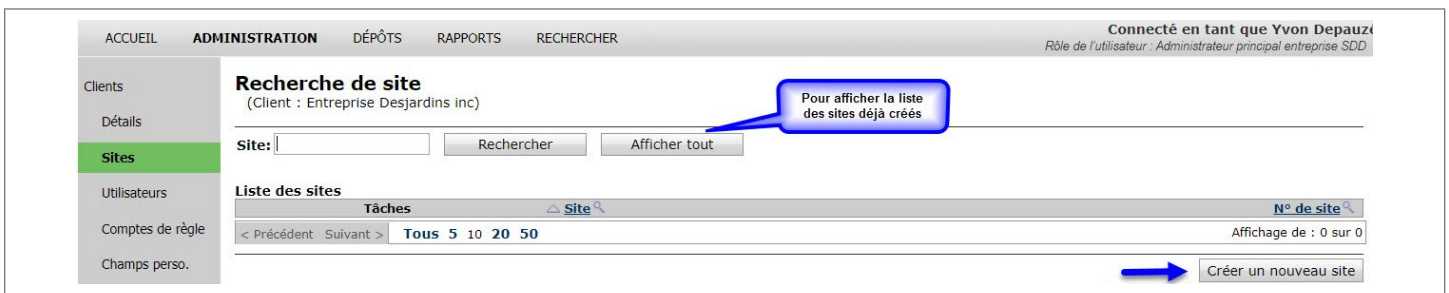 ACCUEIL ADMINISTRATION DÉPÔTS RAPPORTS RECHERCHER
Connecté en tant que Yvon Depauzé
Rôle de l'utilisateur : Administrateur principal entreprise SDD
Clients
Détails
Sites
Utilisateurs
Comptes de règle
Champs perso.
Recherche de site
(Client : Entreprise Desjardins inc)
Pour afficher la liste
des sites déjà créés
Site: Rechercher Afficher tout
Liste des sites
Tâches Site N° de site
< Précédent Suivant > Tous 5 10 20 50 Affichage de : 0 sur 0
Créer un nouveau site